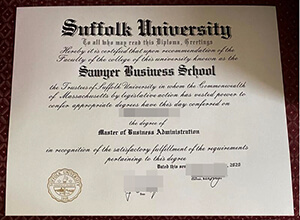 Suffolk University
To all who may read this Diploma, Greetings
Hereby it is certified that upon recommendation of the
Faculty of the college of this university known as the
Sawyer Business School
the Trustees of Suffolk University in whom the Commonwealth
of Massachusetts by legislative action has vested power to
confer appropriate degrees have this day conferred on
the degree of
Master of Business Administration
in recognition of the satisfactory fulfillment of the requirements
pertaining to this degree
Dated this 2020